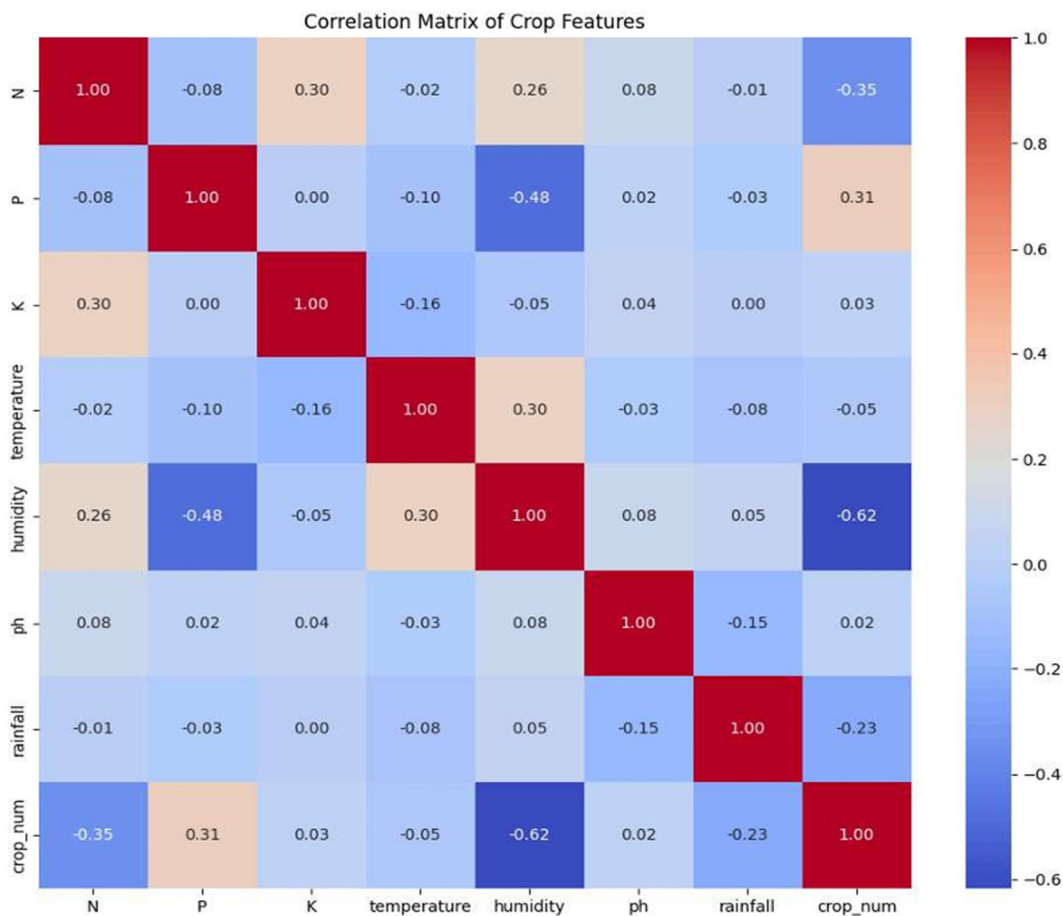 Correlation Matrix of Crop Features
N 1.00 -0.08 0.30 -0.02 0.26 0.08 -0.01 -0.35
P -0.08 1.00 0.00 -0.10 -0.48 0.02 -0.03 0.31
K 0.30 0.00 1.00 -0.16 -0.05 0.04 0.00 0.03
temperature -0.02 -0.10 -0.16 1.00 0.30 -0.03 -0.08 -0.05
humidity 0.26 -0.48 -0.05 0.30 1.00 0.08 0.05 -0.62
ph 0.08 0.02 0.04 -0.03 0.08 1.00 -0.15 0.02
rainfall -0.01 -0.03 0.00 -0.08 0.05 -0.15 1.00 -0.23
crop_num -0.35 0.31 0.03 -0.05 -0.62 0.02 -0.23 1.00
N P K temperature humidity ph rainfall crop_num
1.0
0.8
0.6
0.4
0.2
0.0
−0.2
−0.4
−0.6